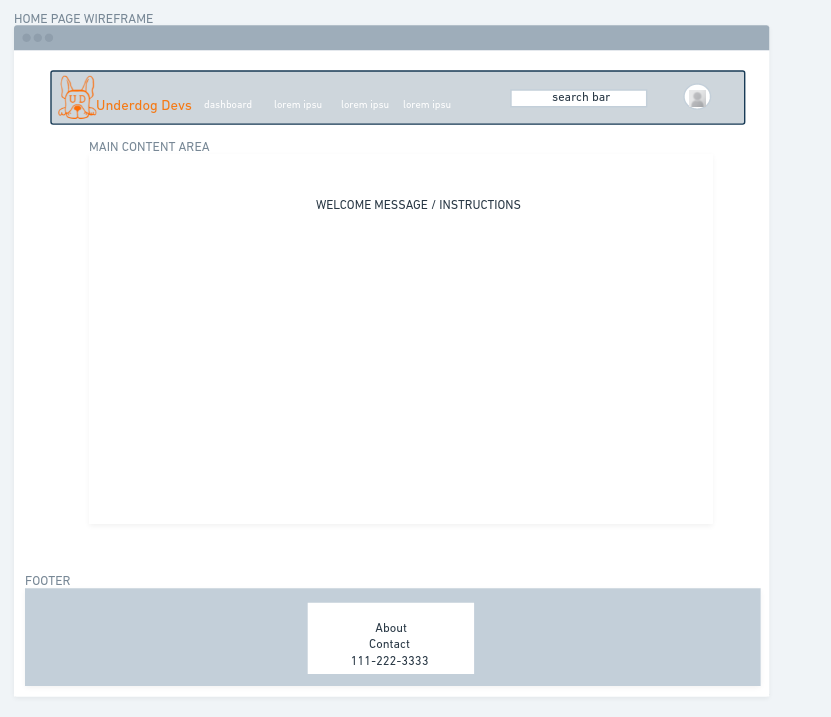 HOME PAGE WIREFRAME
UD
Underdog Devs
dashboard
lorem ipsu
lorem ipsu
lorem ipsu
search bar
MAIN CONTENT AREA
WELCOME MESSAGE / INSTRUCTIONS
FOOTER
About
Contact
111-222-3333